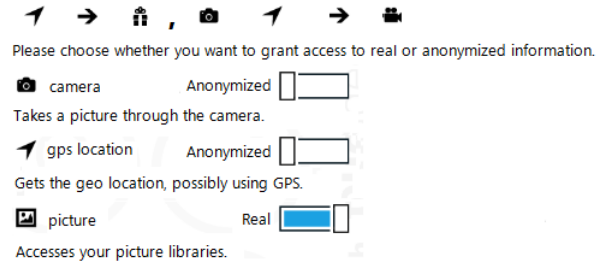 ,
Please choose whether you want to grant access to real or anonymized information.
camera Anonymized
Takes a picture through the camera.
gps location Anonymized
Gets the geo location, possibly using GPS.
picture Real
Accesses your picture libraries.